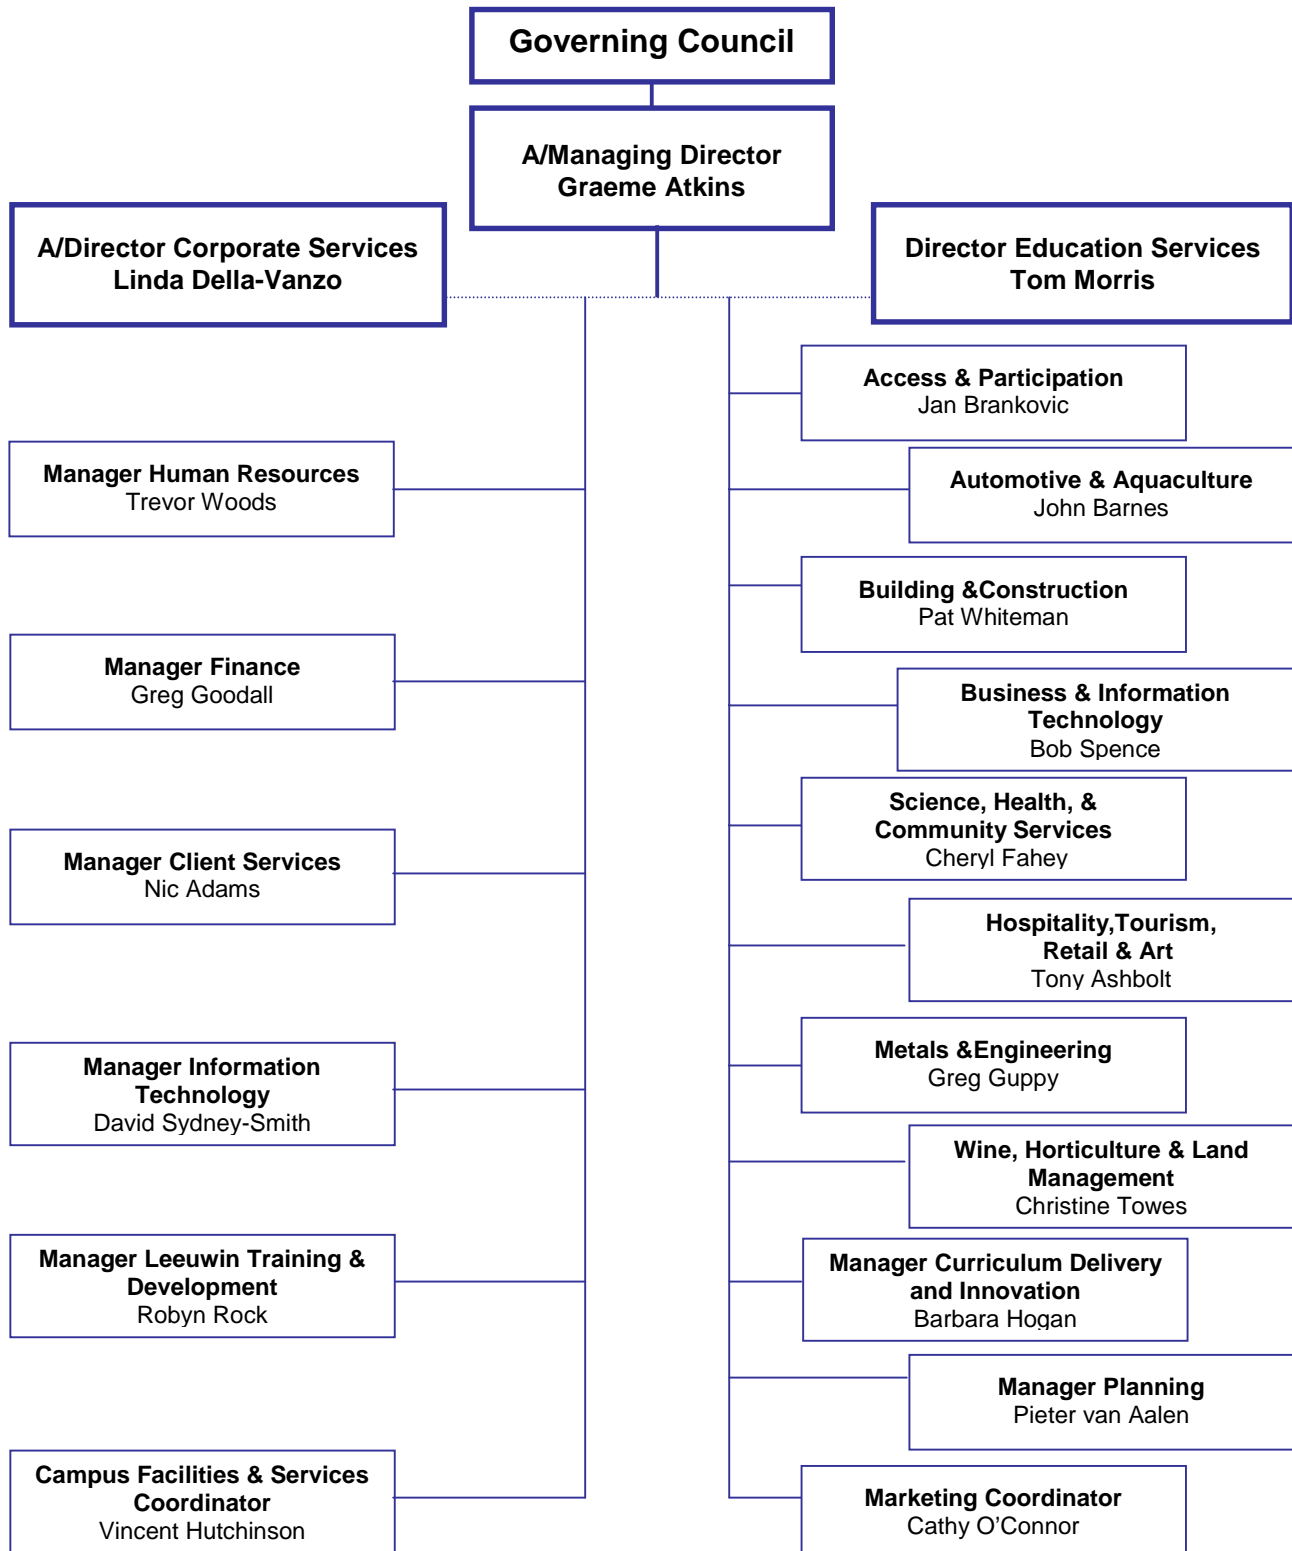 Governing Council
A/Managing Director
Graeme Atkins
A/Director Corporate Services
Linda Della-Vanzo
Director Education Services
Tom Morris
Manager Human Resources
Trevor Woods
Manager Finance
Greg Goodall
Manager Client Services
Nic Adams
Manager Information
Technology
David Sydney-Smith
Manager Leeuwin Training &
Development
Robyn Rock
Campus Facilities & Services
Coordinator
Vincent Hutchinson
Access & Participation
Jan Brankovic
Automotive & Aquaculture
John Barnes
Building &Construction
Pat Whiteman
Business & Information
Technology
Bob Spence
Science, Health, &
Community Services
Cheryl Fahey
Hospitality,Tourism,
Retail & Art
Tony Ashbolt
Metals &Engineering
Greg Guppy
Wine, Horticulture & Land
Management
Christine Towes
Manager Curriculum Delivery
and Innovation
Barbara Hogan
Manager Planning
Pieter van Aalen
Marketing Coordinator
Cathy O’Connor